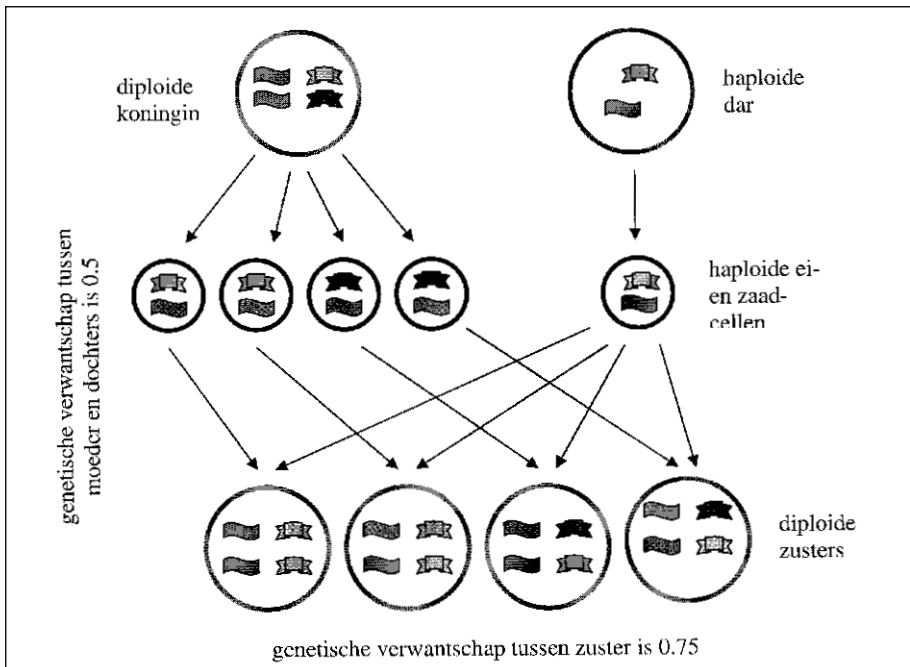 diploide
koningin
haploide
dar
genetische verwantschap tussen
moeder en dochters is 0.5
haploide ei-
en zaad-
cellen
diploide
zusters
genetische verwantschap tussen zuster is 0.75